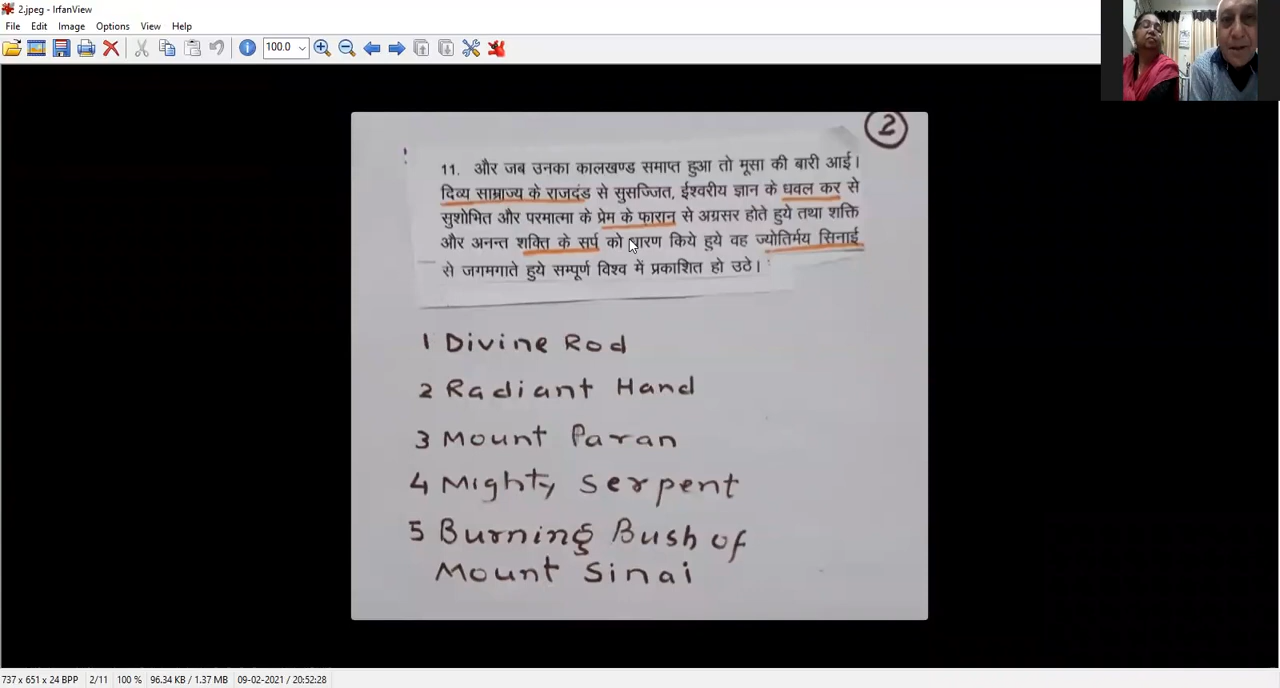 2.jpeg - IrfanView
File Edit Image Options View Help
100.0
2
11. और जब उनका कालखण्ड समाप्त हुआ तो मूसा की बारी आई।
दिव्य साम्राज्य के राजदंड से सुसज्जित, ईश्वरीय ज्ञान के धवल कर से
सुशोभित और परमात्मा के प्रेम के फारान से अग्रसर होते हुये तथा शक्ति
और अनन्त शक्ति के सर्प को धारण किये हुये वह ज्योतिर्मय सिनाई
से जगमगाते हुये सम्पूर्ण विश्व में प्रकाशित हो उठे।
1 Divine Rod
2 Radiant Hand
3 Mount Paran
4 Mighty Serpent
5 Burning Bush of
Mount Sinai
737 x 651 x 24 BPP 2/11 100 % 96.34 KB / 1.37 MB 09-02-2021 / 20:52:28